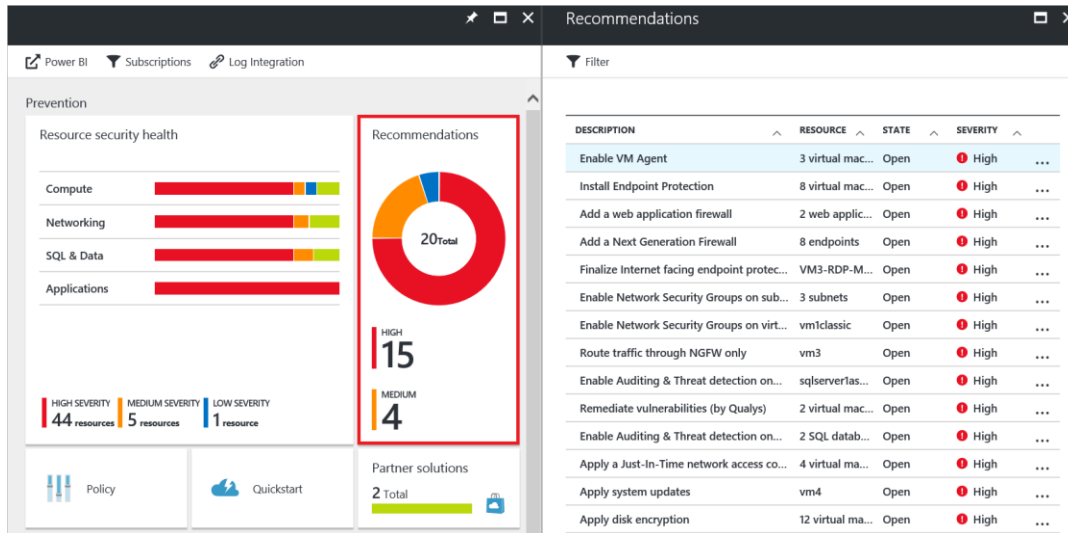 Recommendations
Power BI Subscriptions Log Integration
Filter
Prevention
Resource security health
Compute
Networking
SQL & Data
Applications
HIGH SEVERITY MEDIUM SEVERITY LOW SEVERITY
44 resources 5 resources 1 resource
Recommendations
20Total
HIGH
15
MEDIUM
4
Policy
Quickstart
Partner solutions
2 Total
DESCRIPTION RESOURCE STATE SEVERITY
Enable VM Agent 3 virtual mac... Open High ...
Install Endpoint Protection 8 virtual mac... Open High ...
Add a web application firewall 2 web applic... Open High ...
Add a Next Generation Firewall 8 endpoints Open High ...
Finalize Internet facing endpoint protec... VM3-RDP-M... Open High ...
Enable Network Security Groups on sub... 3 subnets Open High ...
Enable Network Security Groups on virt... vm1classic Open High ...
Route traffic through NGFW only vm3 Open High ...
Enable Auditing & Threat detection on... sqlserver1as... Open High ...
Remediate vulnerabilities (by Qualys) 2 virtual mac... Open High ...
Enable Auditing & Threat detection on... 2 SQL datab... Open High ...
Apply a Just-In-Time network access co... 4 virtual ma... Open High ...
Apply system updates vm4 Open High ...
Apply disk encryption 12 virtual ma... Open High ...